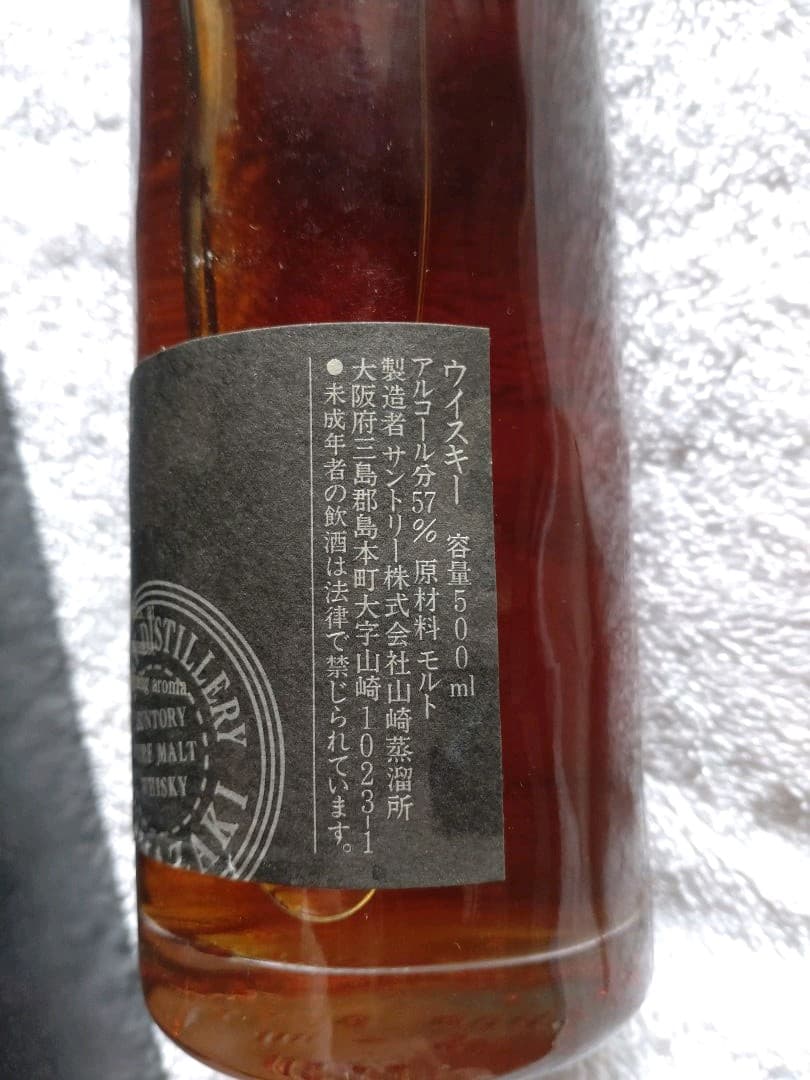 ウイスキー 容量500ml
アルコール分57% 原材料 モルト
製造者 サントリー株式会社山崎蒸溜所
大阪府三島郡島本町大字山崎1023-1
●未成年者の飲酒は法律で禁じられています。
DISTILLERY
aroma
SUNTORY
PURE MALT
WHISKY